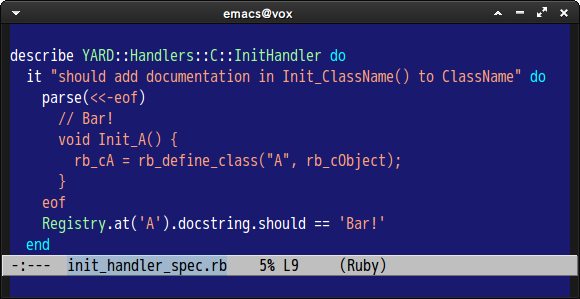 emacs@vox
describe YARD::Handlers::C::InitHandler do
  it "should add documentation in Init_ClassName() to ClassName" do
    parse(<<-eof)
      // Bar!
      void Init_A() {
        rb_cA = rb_define_class("A", rb_cObject);
      }
    eof
    Registry.at('A').docstring.should == 'Bar!'
  end
-:---  init_handler_spec.rb    5% L9     (Ruby)